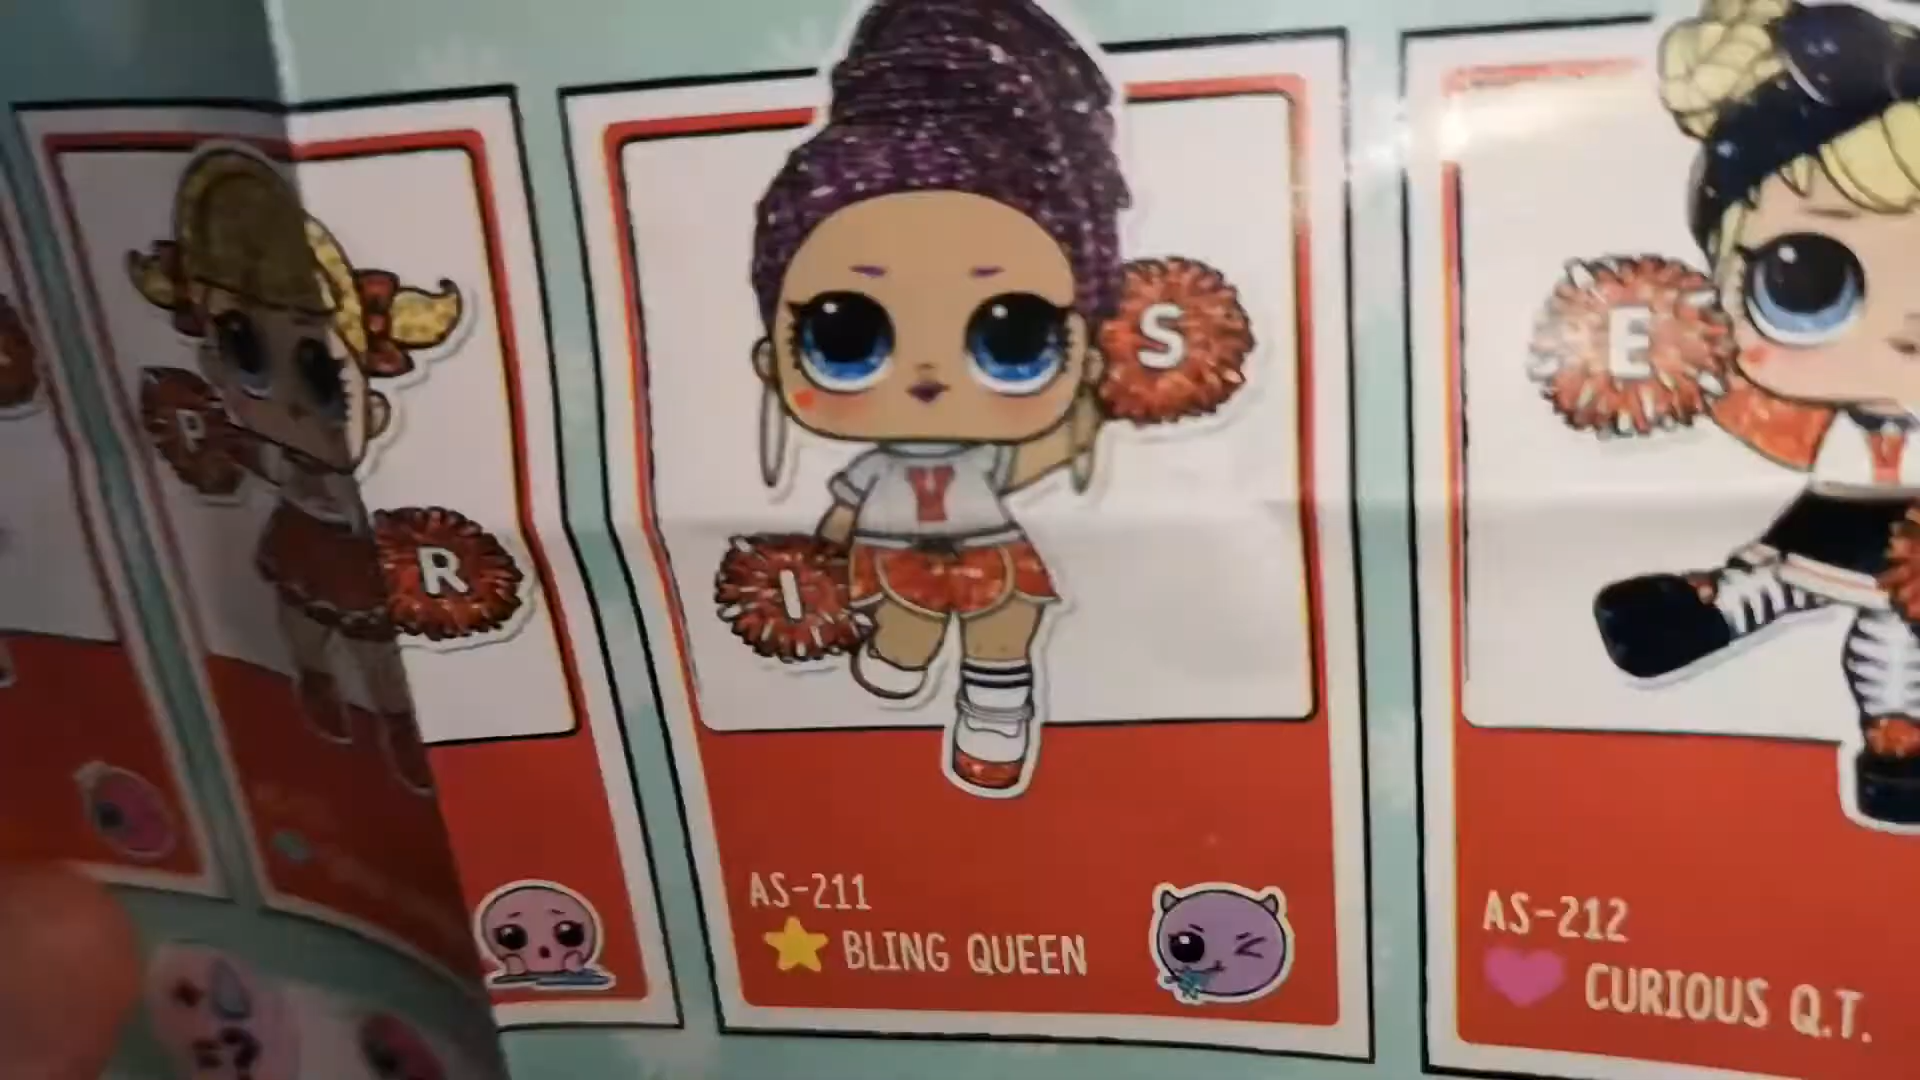 P
R
S
V
I
AS-211
BLING QUEEN
E
V
AS-212
CURIOUS Q.T.